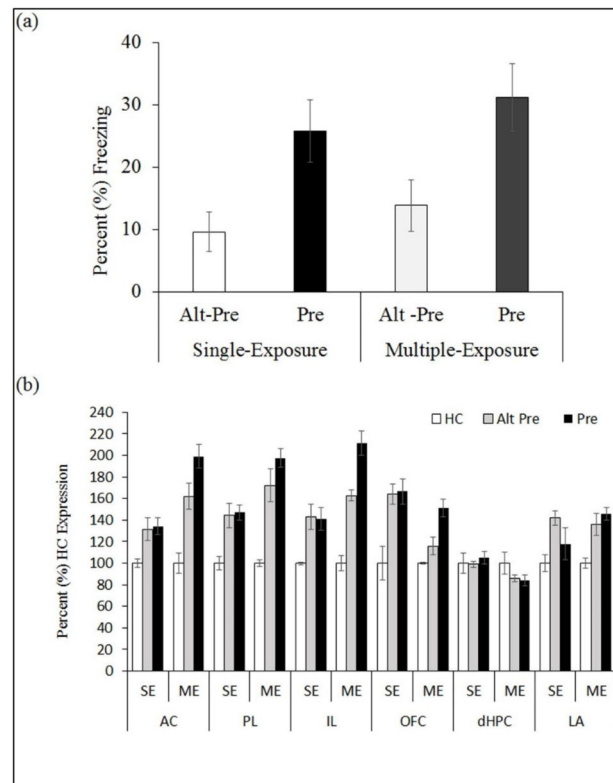 (a)
Percent (%) Freezing
40
30
20
10
0
Alt-Pre Pre Alt -Pre Pre
Single-Exposure Multiple-Exposure
(b)
Percent (%) HC Expression
240
220
200
180
160
140
120
100
80
60
40
20
0
HC Alt Pre Pre
SE ME SE ME SE ME SE ME SE ME SE ME
AC PL IL OFC dHPC LA